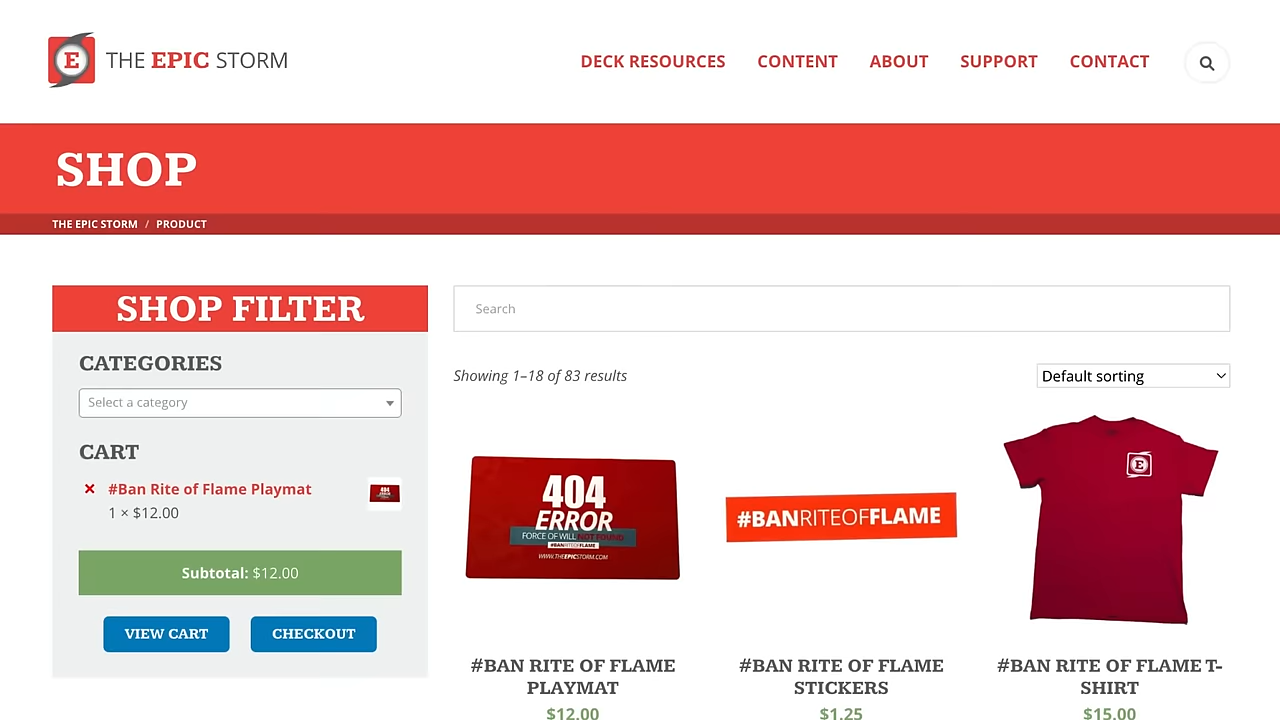 E THE EPIC STORM
DECK RESOURCES CONTENT ABOUT SUPPORT CONTACT
SHOP
THE EPIC STORM / PRODUCT
SHOP FILTER
CATEGORIES
Select a category
CART
× #Ban Rite of Flame Playmat
1 × $12.00
404
ERROR
Subtotal: $12.00
VIEW CART
CHECKOUT
Search
Showing 1–18 of 83 results
Default sorting
404
ERROR
FORCE OF WILL NOT FOUND
#BANRITEOFFLAME
WWW.THEEPICSTORM.COM
#BAN RITE OF FLAME
PLAYMAT
$12.00
#BANRITEOFFLAME
#BAN RITE OF FLAME
STICKERS
$1.25
E
#BAN RITE OF FLAME T-
SHIRT
$15.00